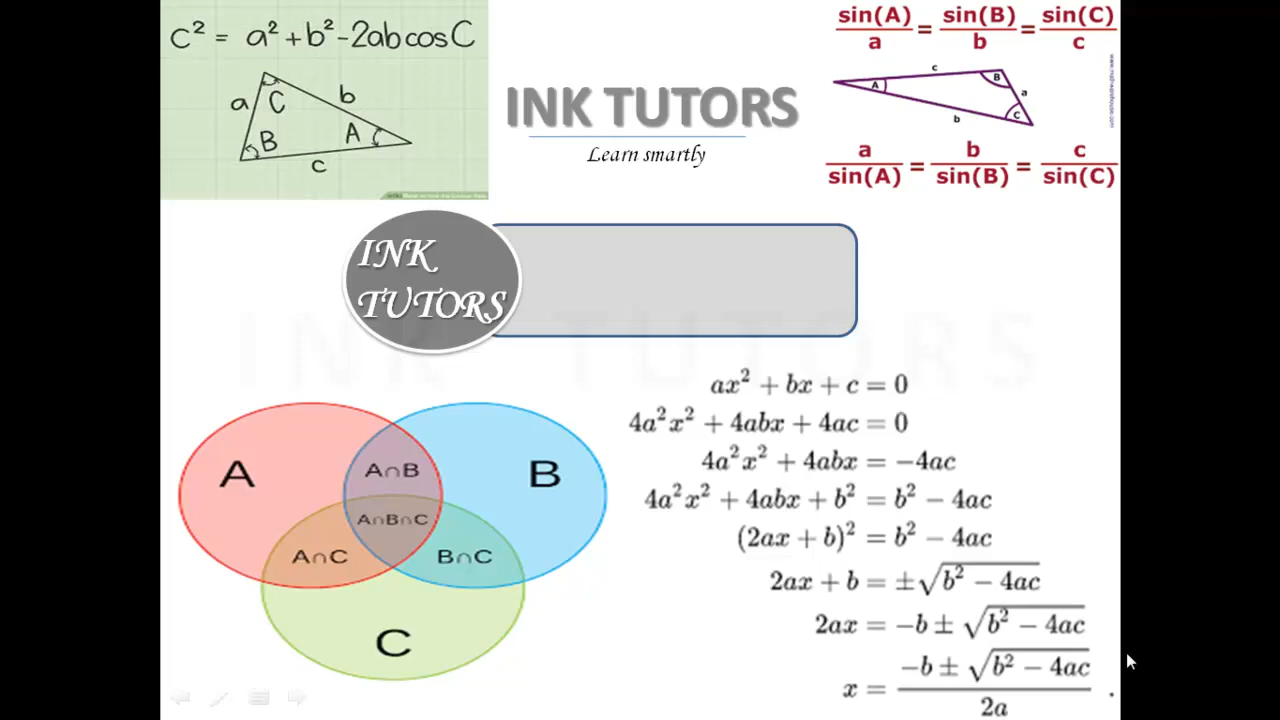 c² = a² + b² - 2ab cos C
a
C
b
B
A
c
INK TUTORS
Learn smartly
sin(A)/a = sin(B)/b = sin(C)/c
c
A
B
a
C
b
a/sin(A) = b/sin(B) = c/sin(C)
INK
TUTORS
INK TUTORS
A
B
A∩B
A∩B∩C
A∩C
B∩C
C
ax² + bx + c = 0
4a²x² + 4abx + 4ac = 0
4a²x² + 4abx = -4ac
4a²x² + 4abx + b² = b² - 4ac
(2ax + b)² = b² - 4ac
2ax + b = ±√(b² - 4ac)
2ax = -b ± √(b² - 4ac)
x = (-b ± √(b² - 4ac))/2a .